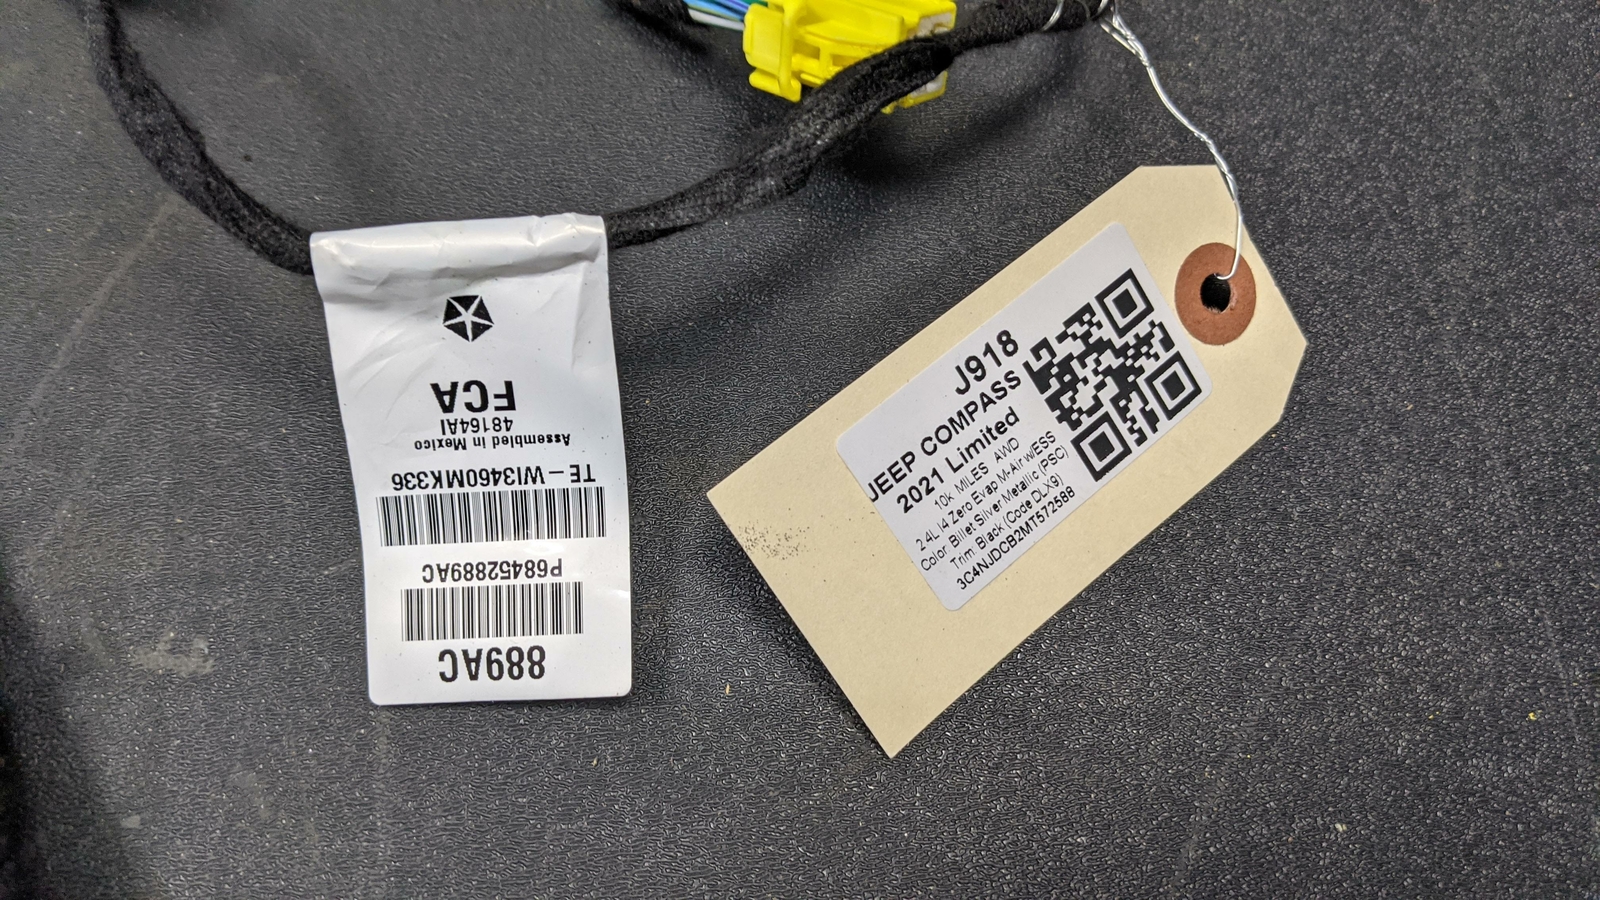 889AC
P68452889AC
TE-WI3460MK336
Assembled in Mexico
48164AI
FCA
J918
JEEP COMPASS
2021 Limited
10k MILES AWD
2.4L I4 Zero Evap M-Air w/ESS
Color: Billet Silver Metallic (PSC)
Trim: Black (Code DLX9)
3C4NJDCB2MT572588